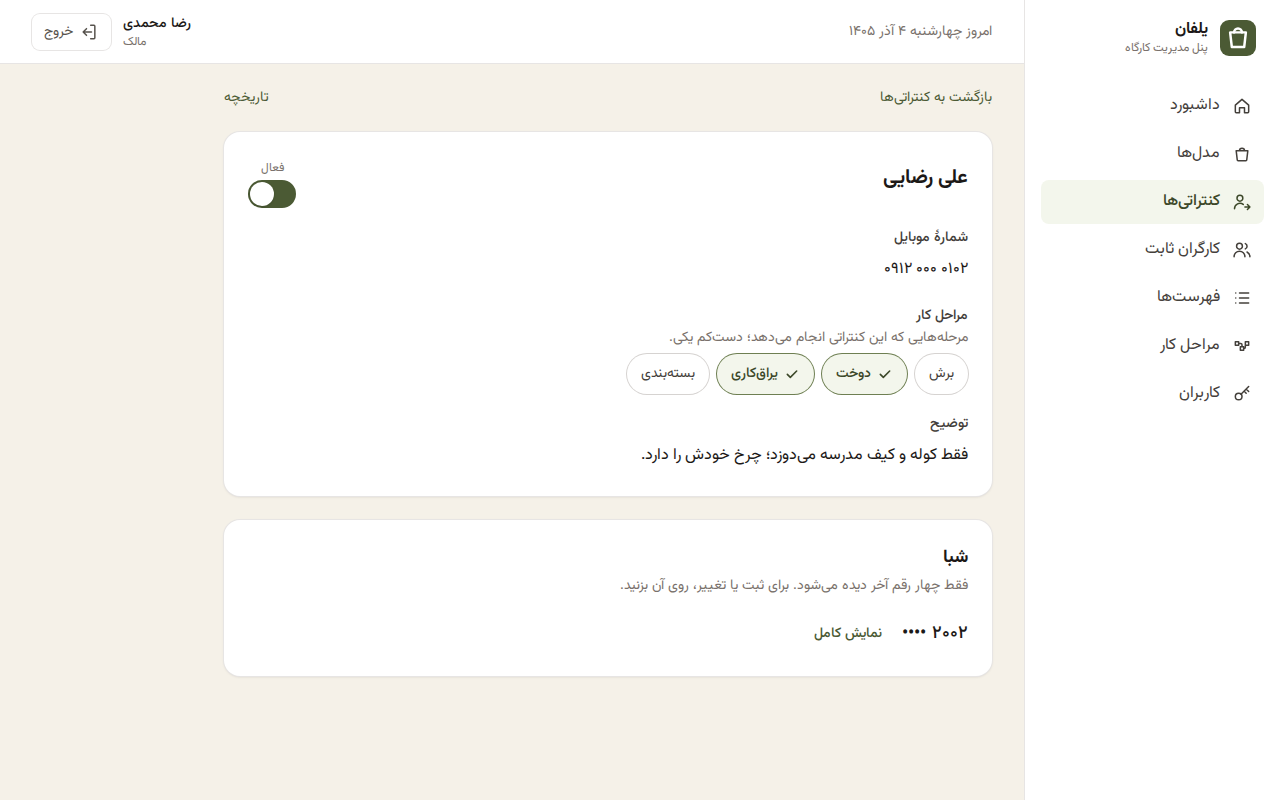 یلفان
پنل مدیریت کارگاه
داشبورد
مدل‌ها
کنتراتی‌ها
کارگران ثابت
فهرست‌ها
مراحل کار
کاربران
امروز چهارشنبه ۴ آذر ۱۴۰۵
رضا محمدی
مالک
خروج
بازگشت به کنتراتی‌ها
تاریخچه
علی رضایی
فعال
شمارهٔ موبایل
۰۹۱۲ ۰۰۰ ۰۱۰۲
مراحل کار
مرحله‌هایی که این کنتراتی انجام می‌دهد؛ دست‌کم یکی.
برش
دوخت
یراق‌کاری
بسته‌بندی
توضیح
فقط کوله و کیف مدرسه می‌دوزد؛ چرخ خودش را دارد.
شبا
فقط چهار رقم آخر دیده می‌شود. برای ثبت یا تغییر، روی آن بزنید.
•••• ۲۰۰۲
نمایش کامل